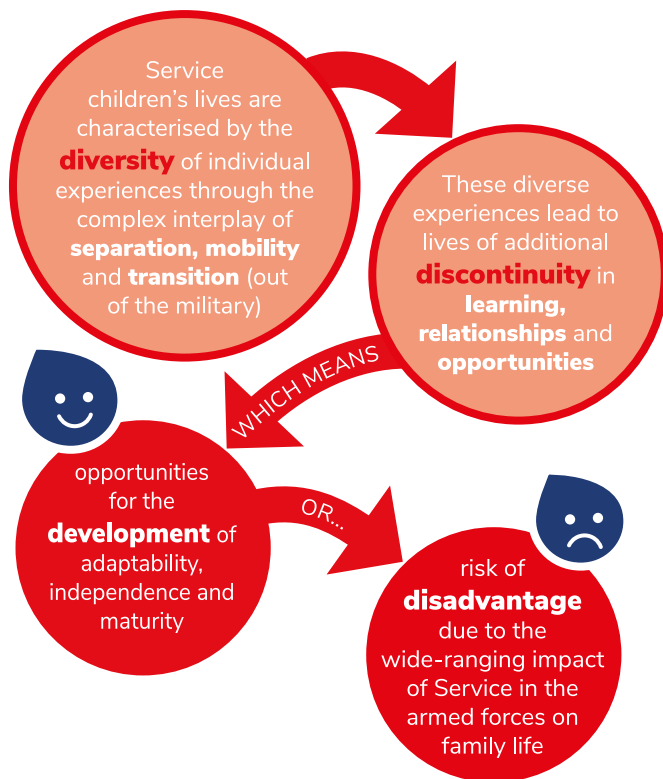 Service
children’s lives are
characterised by the
diversity of individual
experiences through the
complex interplay of
separation, mobility
and transition (out
of the military)
These diverse
experiences lead to
lives of additional
discontinuity in
learning,
relationships and
opportunities
WHICH MEANS
opportunities
for the
development of
adaptability,
independence and
maturity
OR...
risk of
disadvantage
due to the
wide-ranging impact
of Service in the
armed forces on
family life